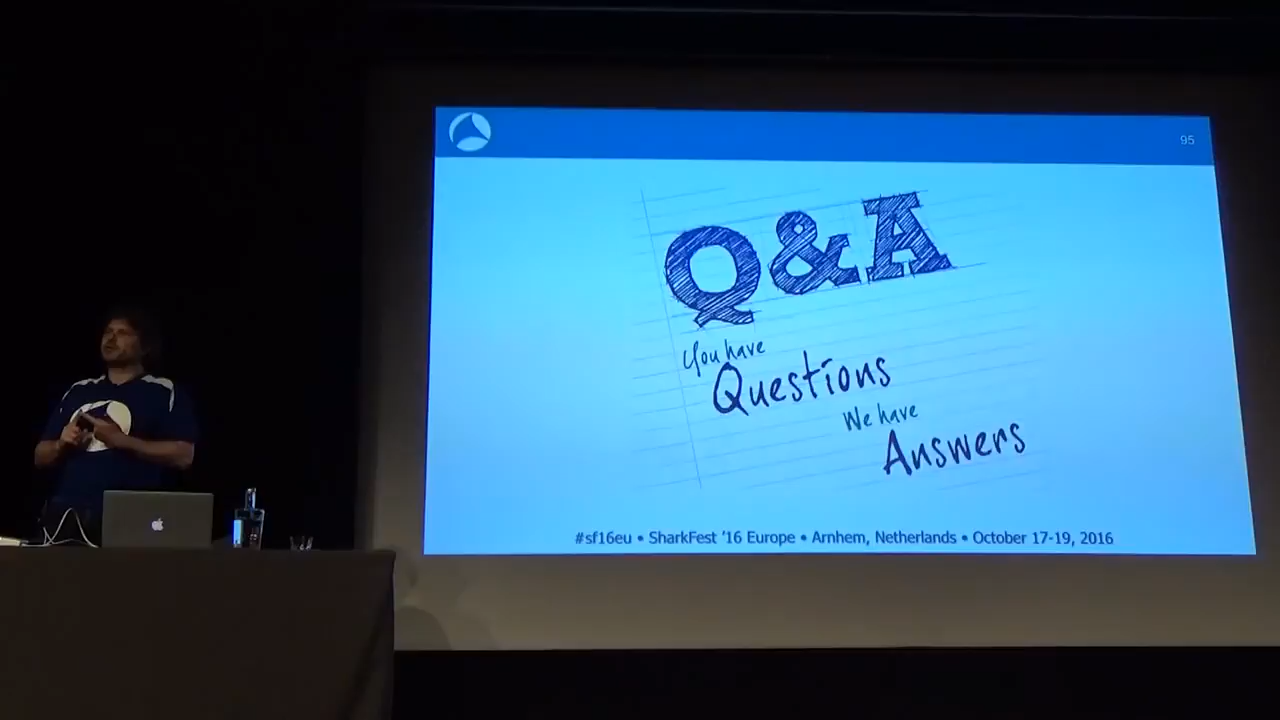 95
Q&A
You have
Questions
We have
Answers
#sf16eu • SharkFest '16 Europe • Arnhem, Netherlands • October 17-19, 2016